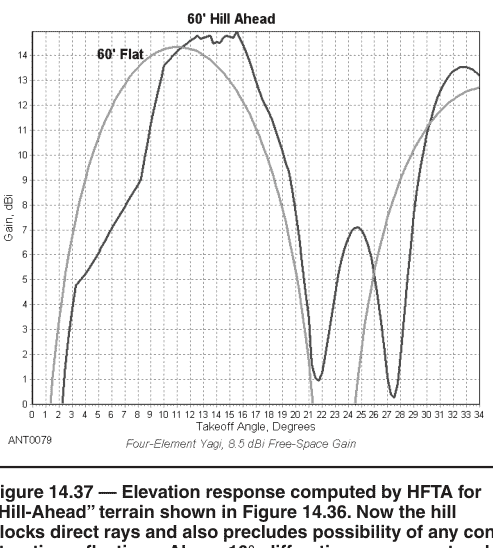 60' Hill Ahead
60' Flat
14
13
12
11
10
9
8
7
6
5
4
3
2
1
0
Gain, dBi
0 1 2 3 4 5 6 7 8 9 10 11 12 13 14 15 16 17 18 19 20 21 22 23 24 25 26 27 28 29 30 31 32 33 34
Takeoff Angle, Degrees
ANT0079
Four-Element Yagi, 8.5 dBi Free-Space Gain
igure 14.37 — Elevation response computed by HFTA for
Hill-Ahead" terrain shown in Figure 14.36. Now the hill
locks direct rays and also precludes possibility of any con